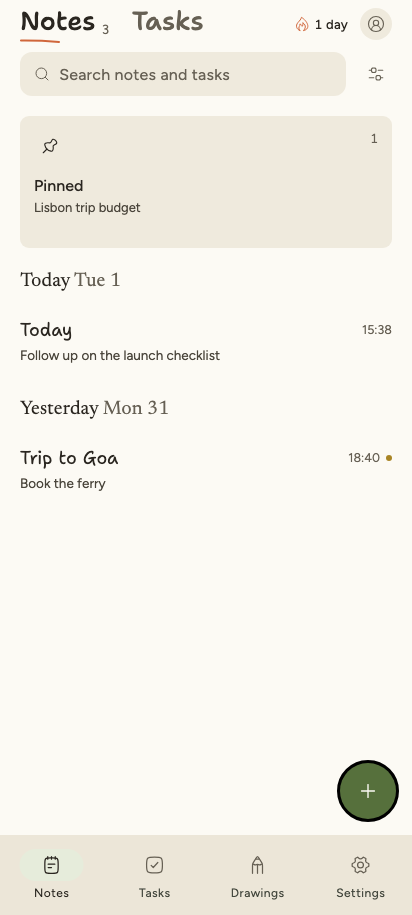 Notes 3 Tasks 1 day
Search notes and tasks
1
Pinned
Lisbon trip budget
Today Tue 1
Today 15:38
Follow up on the launch checklist
Yesterday Mon 31
Trip to Goa 18:40
Book the ferry
Notes Tasks Drawings Settings